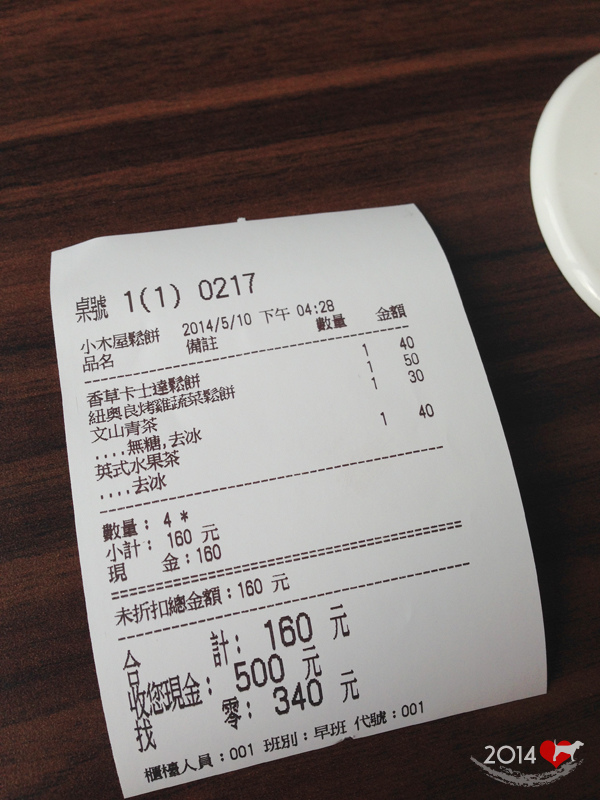 桌號 1(1) 0217
小木屋鬆餅 2014/5/10 下午 04:28
品名 備註 數量 金額
香草卡士達鬆餅 1 40
紐奧良烤雞蔬菜鬆餅 1 50
文山青茶 1 30
,,,,無糖,去冰
英式水果茶 1 40
,,,,去冰
數量: 4 *
小計: 160 元
現 金:160
未折扣總金額:160 元
合 計: 160 元
收您現金: 500 元
找 零: 340 元
櫃檯人員:001 班別:早班 代號:001
2014